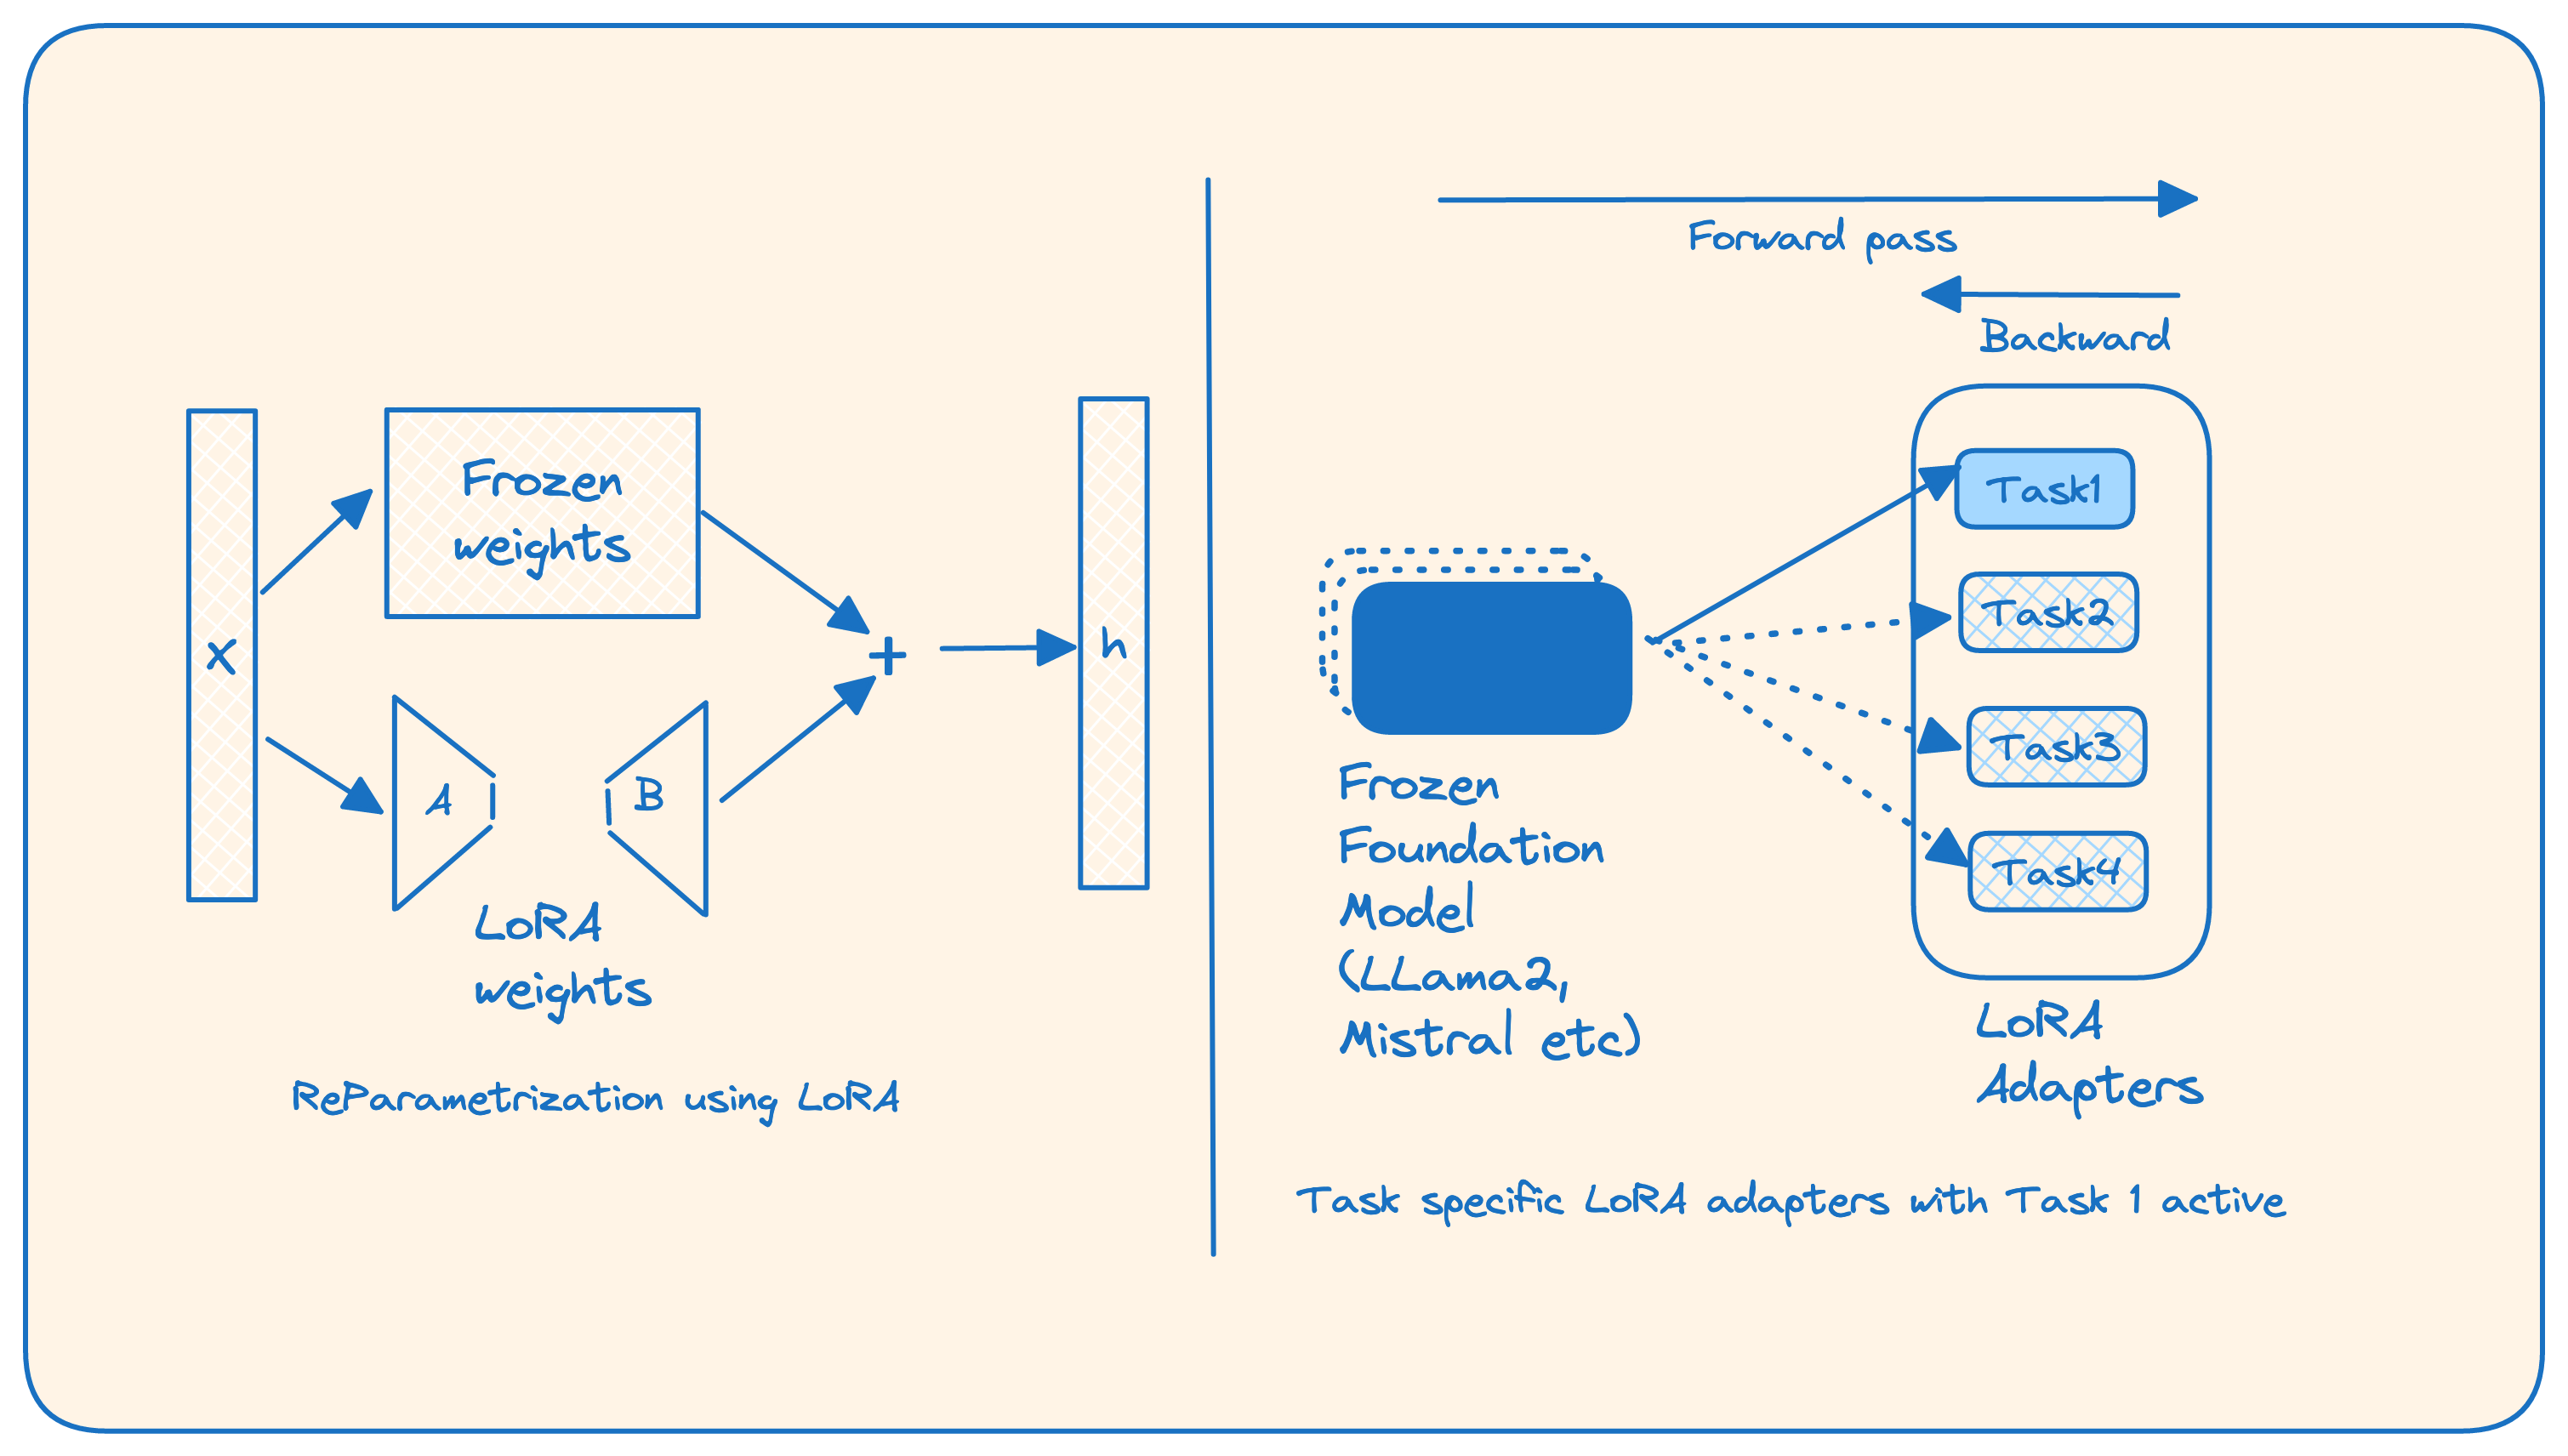 x
Frozen
weights
A
B
LoRA
weights
+
h
ReParametrization using LoRA
Forward pass
Backward
Task1
Task2
Task3
Task4
Frozen
Foundation
Model
(LLama2,
Mistral etc)
LoRA
Adapters
Task specific LoRA adapters with Task 1 active